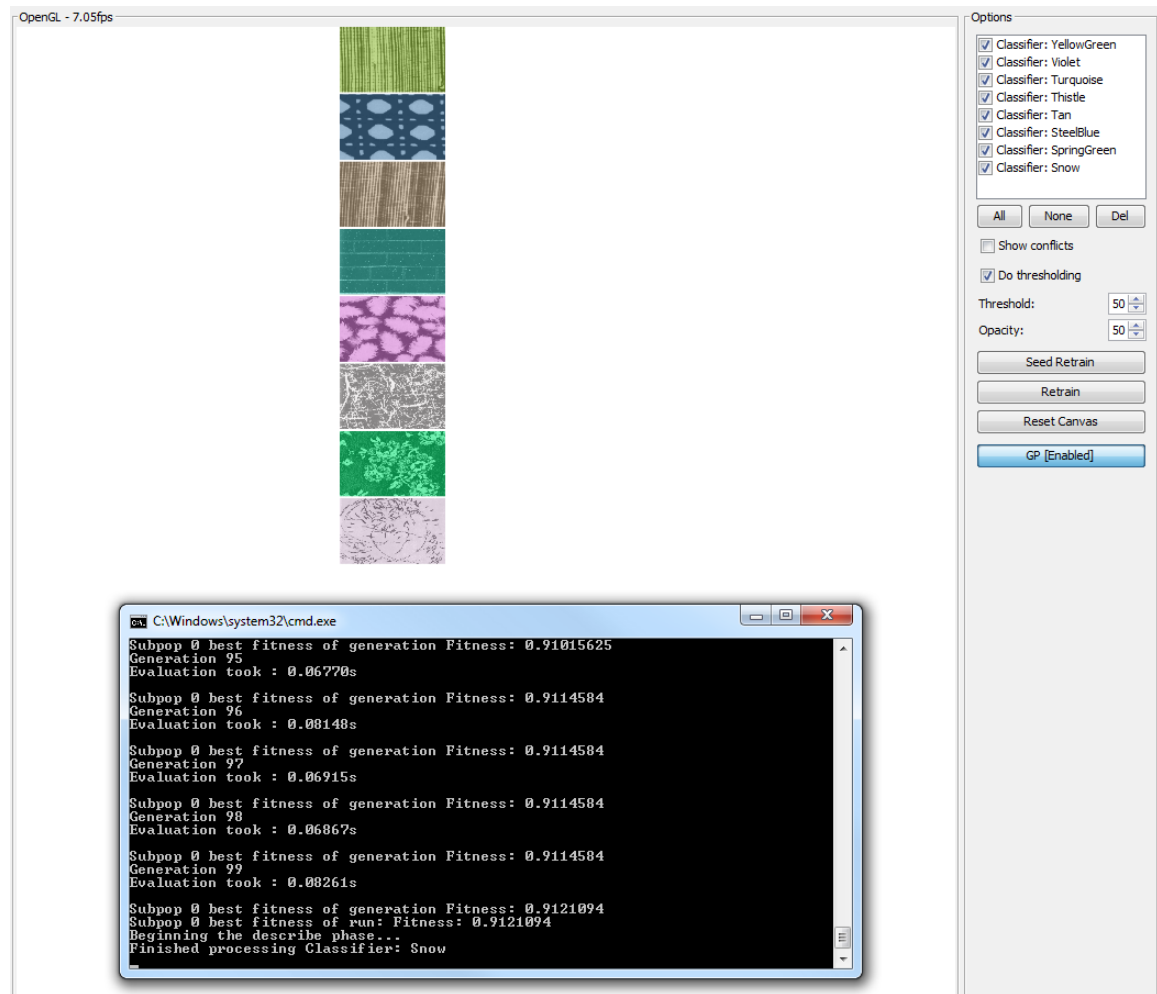 OpenGL - 7.05fps
Options
Classifier: YellowGreen
Classifier: Violet
Classifier: Turquoise
Classifier: Thistle
Classifier: Tan
Classifier: SteelBlue
Classifier: SpringGreen
Classifier: Snow
All None Del
Show conflicts
Do thresholding
Threshold: 50
Opacity: 50
Seed Retrain
Retrain
Reset Canvas
GP [Enabled]
C:\Windows\system32\cmd.exe
Subpop 0 best fitness of generation Fitness: 0.91015625
Generation 95
Evaluation took : 0.06770s
Subpop 0 best fitness of generation Fitness: 0.9114584
Generation 96
Evaluation took : 0.08148s
Subpop 0 best fitness of generation Fitness: 0.9114584
Generation 97
Evaluation took : 0.06915s
Subpop 0 best fitness of generation Fitness: 0.9114584
Generation 98
Evaluation took : 0.06867s
Subpop 0 best fitness of generation Fitness: 0.9114584
Generation 99
Evaluation took : 0.08261s
Subpop 0 best fitness of generation Fitness: 0.9121094
Subpop 0 best fitness of run: Fitness: 0.9121094
Beginning the describe phase...
Finished processing Classifier: Snow